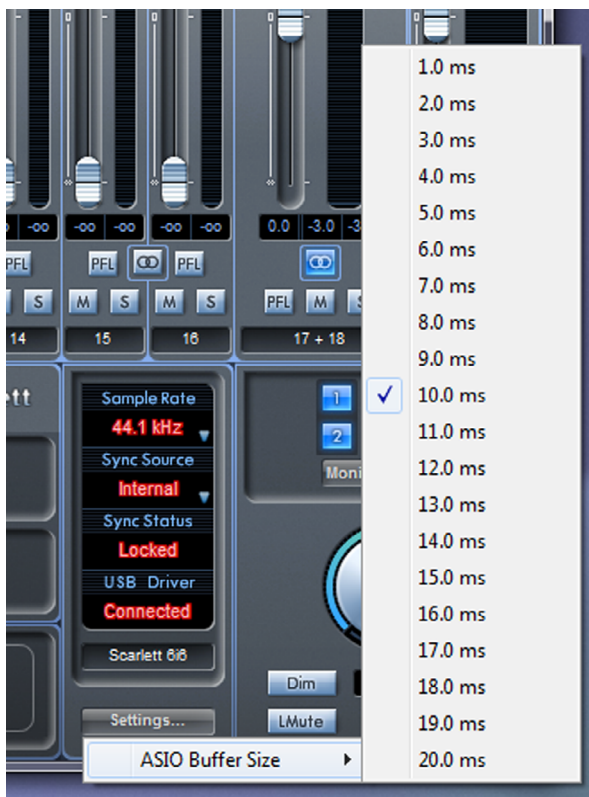 -oo -oo -oo -oo -oo 0.0 -3.0 -3
PFL PFL PFL
S M S M S PFL M S
14 15 16 17 + 18
tt
Sample Rate
44.1 kHz
Sync Source
Internal
Sync Status
Locked
USB Driver
Connected
Scarlett 6i6
Settings...
1
2
Moni
Dim
LMute
ASIO Buffer Size
1.0 ms
2.0 ms
3.0 ms
4.0 ms
5.0 ms
6.0 ms
7.0 ms
8.0 ms
9.0 ms
10.0 ms
11.0 ms
12.0 ms
13.0 ms
14.0 ms
15.0 ms
16.0 ms
17.0 ms
18.0 ms
19.0 ms
20.0 ms